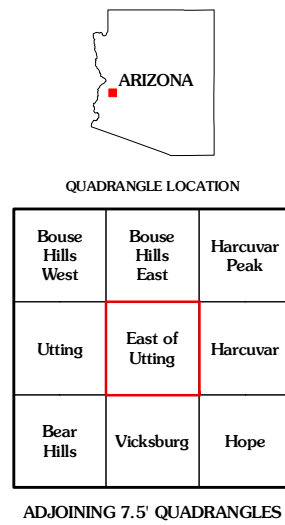 ARIZONA
QUADRANGLE LOCATION
Bouse
Hills
West
Bouse
Hills
East
Harcuvar
Peak
Utting
East of
Utting
Harcuvar
Bear
Hills
Vicksburg
Hope
ADJOINING 7.5' QUADRANGLES